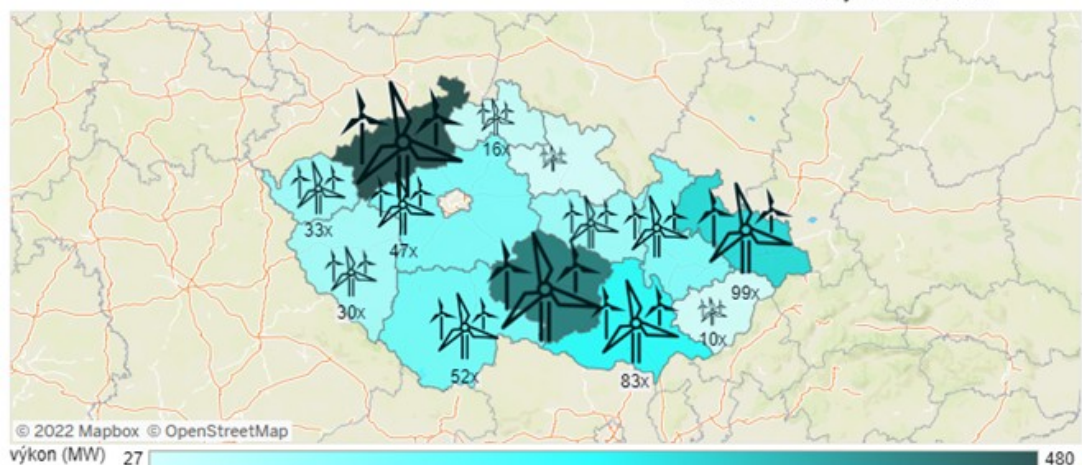 16x
33x
47x
30x
99x
10x
52x
83x
© 2022 Mapbox © OpenStreetMap
výkon (MW) 27 480